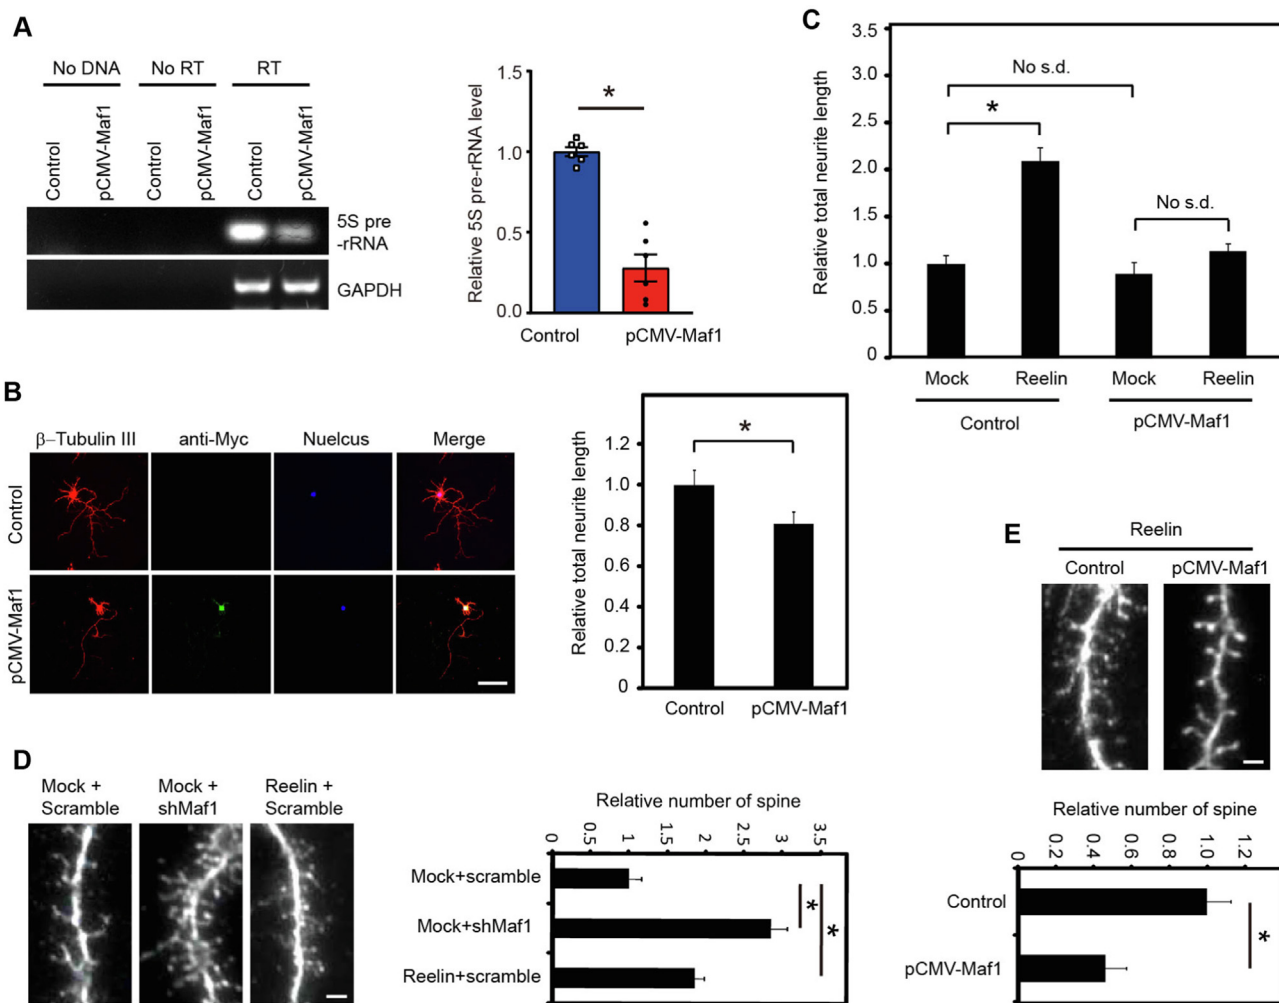 A
No DNA No RT RT
Control pCMV-Maf1 Control pCMV-Maf1 Control pCMV-Maf1
5S pre
-rRNA
GAPDH
Relative 5S pre-rRNA level
1.5
1.0
0.5
0.0
*
Control pCMV-Maf1
C
Relative total neurite length
3.5
3.0
2.5
2.0
1.5
1.0
0.5
0
No s.d.
*
No s.d.
Mock Reelin Mock Reelin
Control pCMV-Maf1
B
β-Tubulin III anti-Myc Nuelcus Merge
Control
pCMV-Maf1
Relative total neurite length
1.2
1.0
0.8
0.6
0.4
0.2
0
*
Control pCMV-Maf1
E
Reelin
Control pCMV-Maf1
D
Mock + Mock + Reelin +
Scramble shMaf1 Scramble
Relative number of spine
0 0.5 1 1.5 2 2.5 3 3.5
Mock+scramble
Mock+shMaf1
Reelin+scramble
* *
Relative number of spine
0 0.2 0.4 0.6 0.8 1.0 1.2
Control
pCMV-Maf1
*